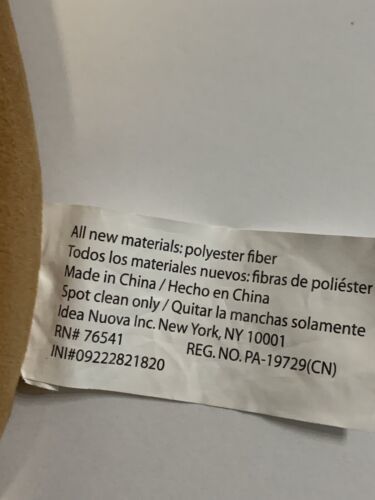 All new materials: polyester fiber
Todos los materiales nuevos: fibras de poliéster
Made in China / Hecho en China
Spot clean only / Quitar la manchas solamente
Idea Nuova Inc. New York, NY 10001
RN# 76541 REG. NO. PA-19729(CN)
INI#09222821820